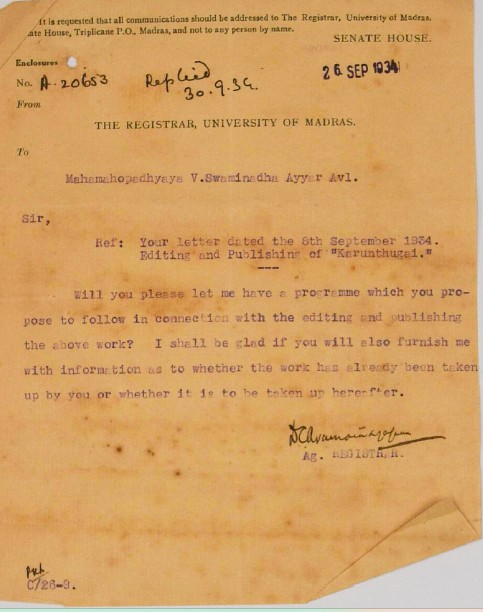 It is requested that all communications should be addressed to The Registrar, University of Madras,
ate House, Triplicane P.O., Madras, and not to any person by name.
SENATE HOUSE.
Enclosures
26 SEP 1934
No. A. 20653
Replied
30.9.34.
From
THE REGISTRAR, UNIVERSITY OF MADRAS.
To
Mahamahopadhyaya V.Swaminadha Ayyar Avl.
Sir,
Ref: Your letter dated the 8th September 1934.
Editing and Publishing of "Karunthugai."
Will you please let me have a programme which you pro-
pose to follow in connection with the editing and publishing
the above work? I shall be glad if you will also furnish me
with information as to whether the work has already been taken
up by you or whether it is to be taken up hereafter.
Ag. REGISTRAR.
C/26-9.